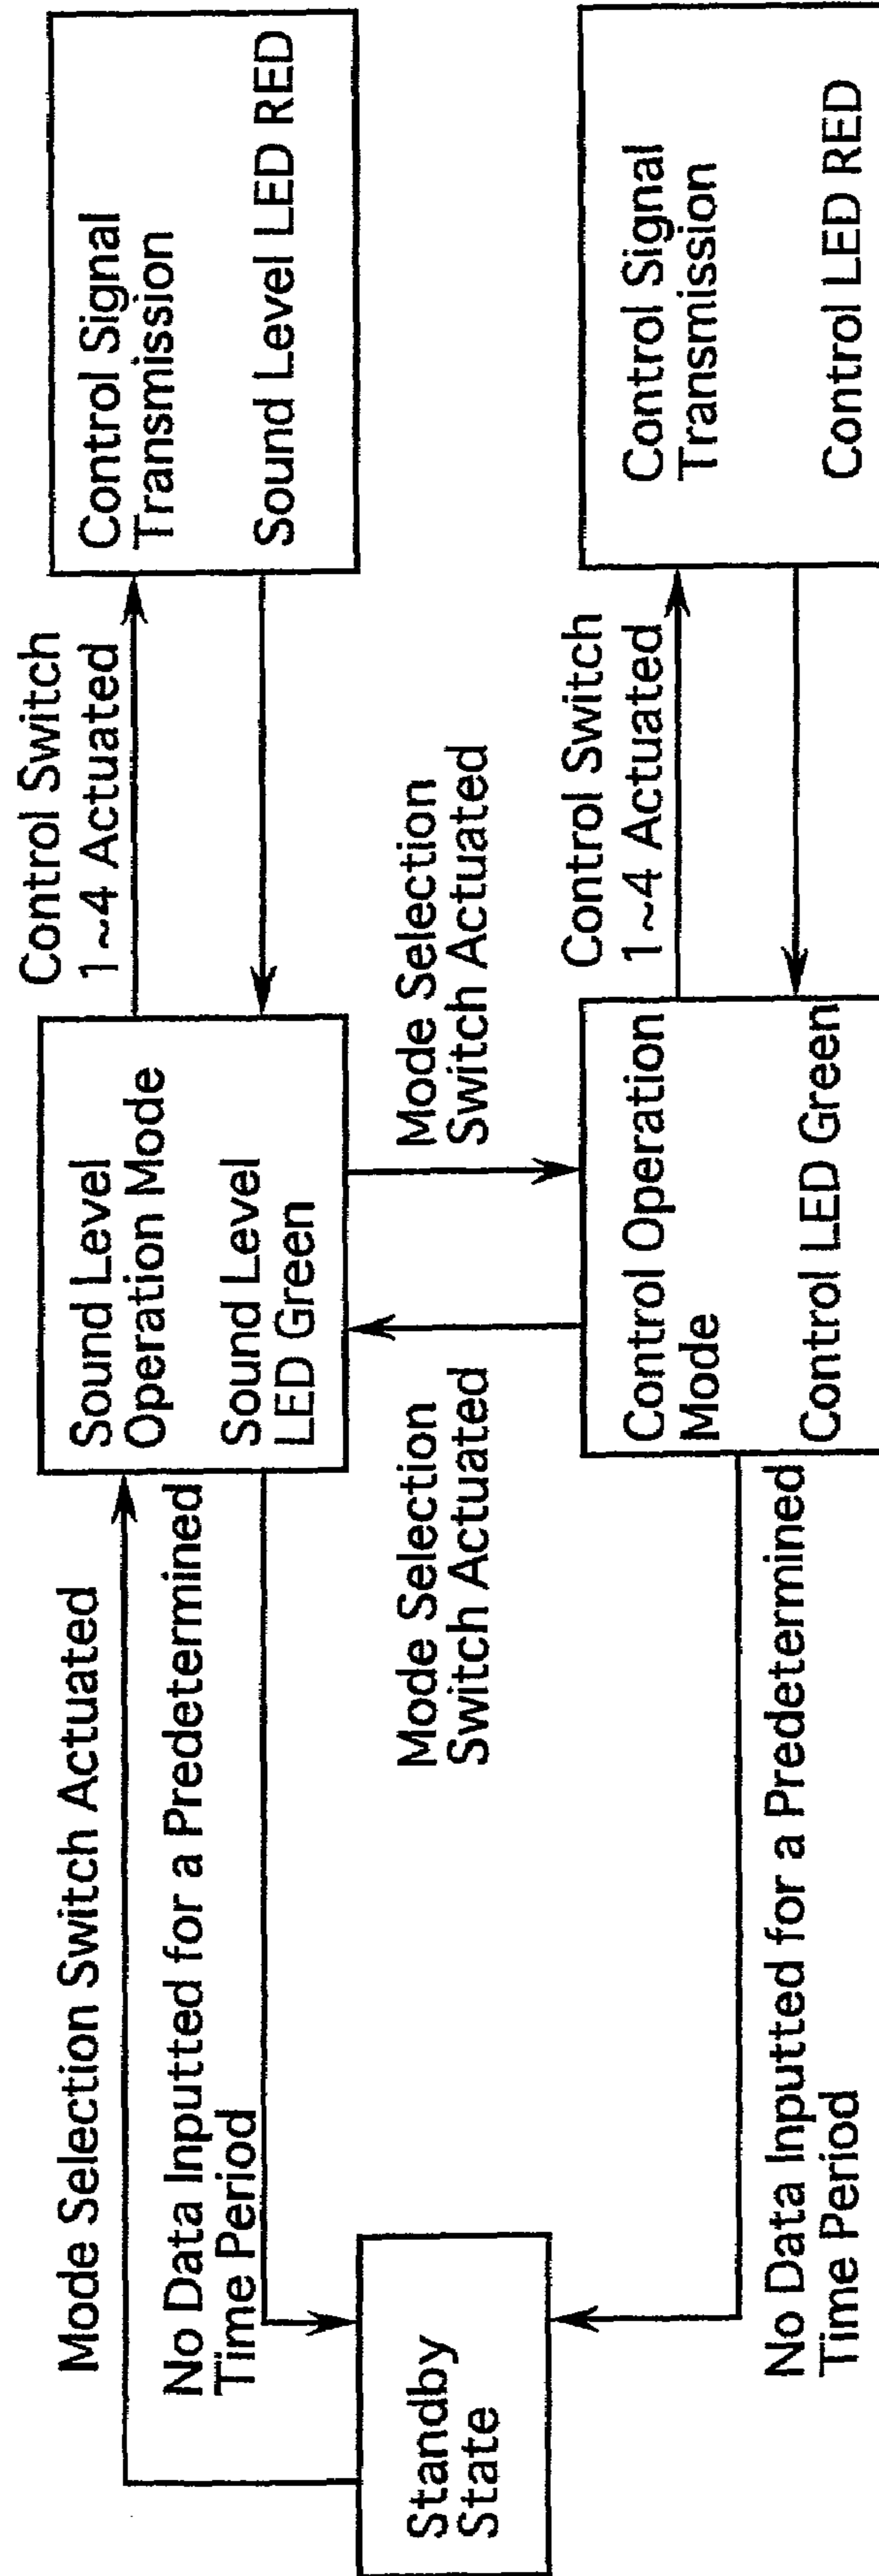 Mode Selection Switch Actuated
No Data Inputted for a Predetermined
Time Period
Standby
State
Sound Level
Operation Mode
Sound Level
LED Green
Control Switch
1~4 Actuated
Control Signal
Transmission
Sound Level LED RED
Mode Selection
Switch Actuated
Mode Selection
Switch Actuated
Control Operation
Mode
Control LED Green
Control Switch
1~4 Actuated
Control Signal
Transmission
Control LED RED
No Data Inputted for a Predetermined
Time Period